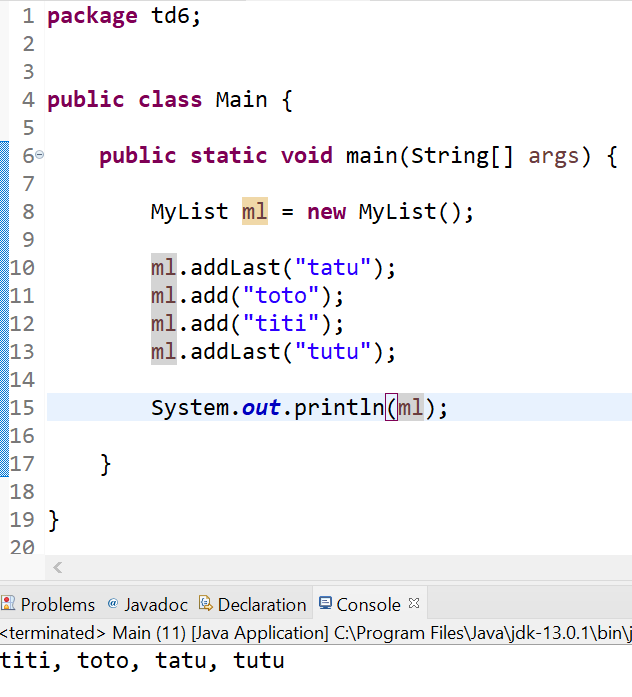 1 package td6;
2
3
4 public class Main {
5
6 public static void main(String[] args) {
7
8 MyList ml = new MyList();
9
10 ml.addLast("tatu");
11 ml.add("toto");
12 ml.add("titi");
13 ml.addLast("tutu");
14
15 System.out.println(ml);
16
17 }
18
19 }
20
Problems @ Javadoc Declaration Console
<terminated> Main (11) [Java Application] C:\Program Files\Java\jdk-13.0.1\bin\j
titi, toto, tatu, tutu